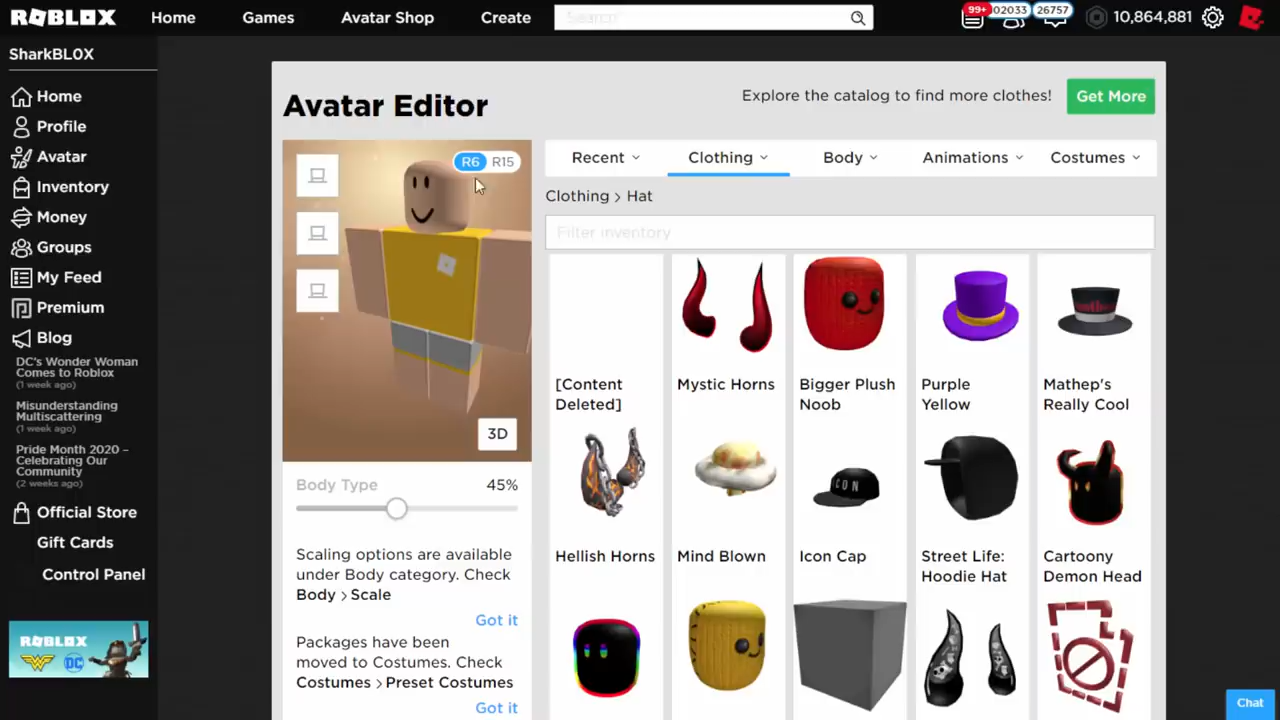 ROBLOX
Home
Games
Avatar Shop
Create
Search
99+
02033
26757
10,864,881
SharkBLOX
Home
Profile
Avatar
Inventory
Money
Groups
My Feed
Premium
Blog
DC's Wonder Woman
Comes to Roblox
(1 week ago)
Misunderstanding
Multiscattering
(1 week ago)
Pride Month 2020 –
Celebrating Our
Community
(2 weeks ago)
Official Store
Gift Cards
Control Panel
ROBLOX
DC
Avatar Editor
Explore the catalog to find more clothes!
Get More
R6 R15
3D
Body Type 45%
Scaling options are available
under Body category. Check
Body > Scale
Got it
Packages have been
moved to Costumes. Check
Costumes > Preset Costumes
Got it
Recent
Clothing
Body
Animations
Costumes
Clothing > Hat
Filter inventory
[Content
Deleted]
Mystic Horns
Bigger Plush
Noob
Purple
Yellow
Mathep's
Really Cool
ICON
Hellish Horns
Mind Blown
Icon Cap
Street Life:
Hoodie Hat
Cartoony
Demon Head
Chat